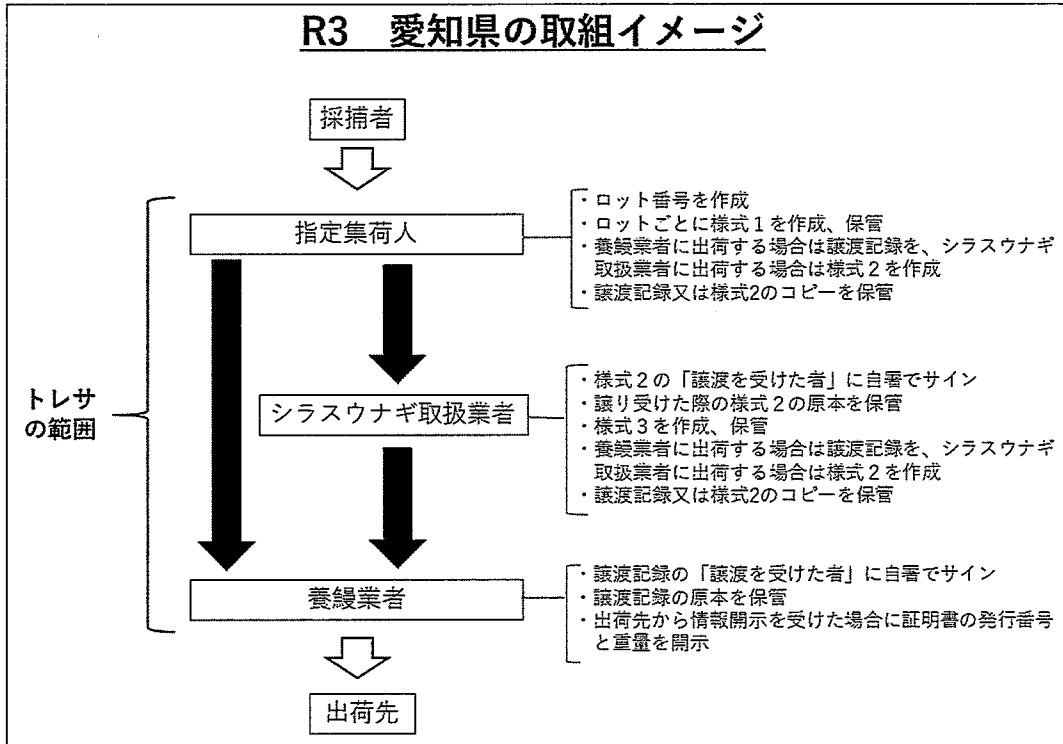 R3　愛知県の取組イメージ
採捕者
指定集荷人
・ロット番号を作成
・ロットごとに様式１を作成、保管
・養鰻業者に出荷する場合は譲渡記録を、シラスウナギ
取扱業者に出荷する場合は様式２を作成
・譲渡記録又は様式2のコピーを保管
トレサ
の範囲
シラスウナギ取扱業者
・様式２の「譲渡を受けた者」に自署でサイン
・譲り受けた際の様式２の原本を保管
・様式３を作成、保管
・養鰻業者に出荷する場合は譲渡記録を、シラスウナギ
取扱業者に出荷する場合は様式２を作成
・譲渡記録又は様式2のコピーを保管
養鰻業者
・譲渡記録の「譲渡を受けた者」に自署でサイン
・譲渡記録の原本を保管
・出荷先から情報開示を受けた場合に証明書の発行番号
と重量を開示
出荷先